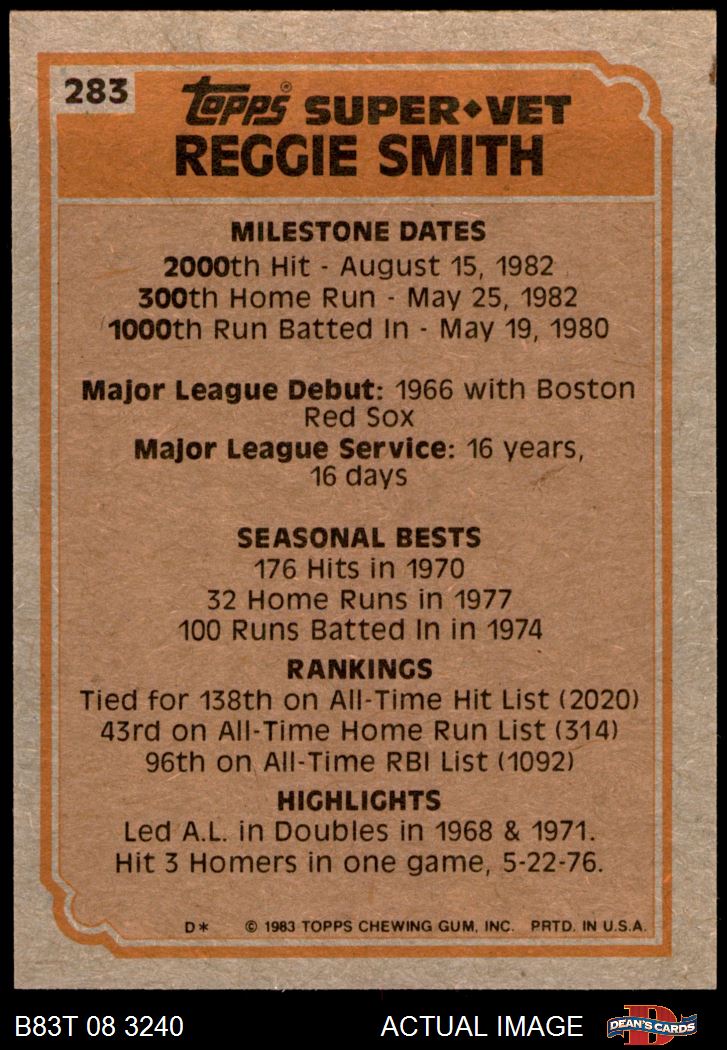 283
Topps® SUPER◆VET
REGGIE SMITH
MILESTONE DATES
2000th Hit - August 15, 1982
300th Home Run - May 25, 1982
1000th Run Batted In - May 19, 1980
Major League Debut: 1966 with Boston
Red Sox
Major League Service: 16 years,
16 days
SEASONAL BESTS
176 Hits in 1970
32 Home Runs in 1977
100 Runs Batted In in 1974
RANKINGS
Tied for 138th on All-Time Hit List (2020)
43rd on All-Time Home Run List (314)
96th on All-Time RBI List (1092)
HIGHLIGHTS
Led A.L. in Doubles in 1968 & 1971.
Hit 3 Homers in one game, 5-22-76.
D* © 1983 TOPPS CHEWING GUM, INC. PRTD. IN U.S.A.
B83T 08 3240 ACTUAL IMAGE D DEAN'S CARDS